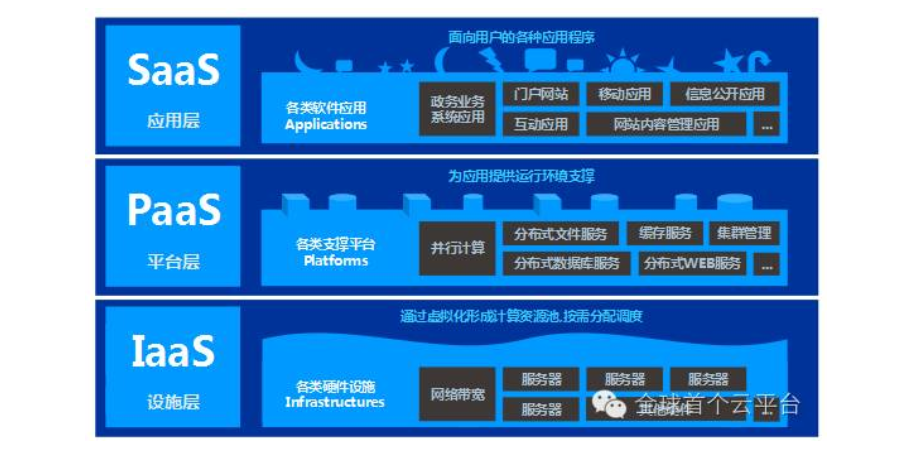 面向用户的各种应用程序
SaaS
应用层
各类软件应用
Applications
政务业务
系统应用
门户网站
移动应用
信息公开应用
互动应用
网站内容管理应用
...
为应用提供运行环境支撑
PaaS
平台层
各类支撑平台
Platforms
并行计算
分布式文件服务
缓存服务
集群管理
分布式数据库服务
分布式WEB服务
...
通过虚拟化形成计算资源池,按需分配调度
IaaS
设施层
各类硬件设施
Infrastructures
网络带宽
服务器
服务器
服务器
服务器
其他硬件
...
全球首个云平台